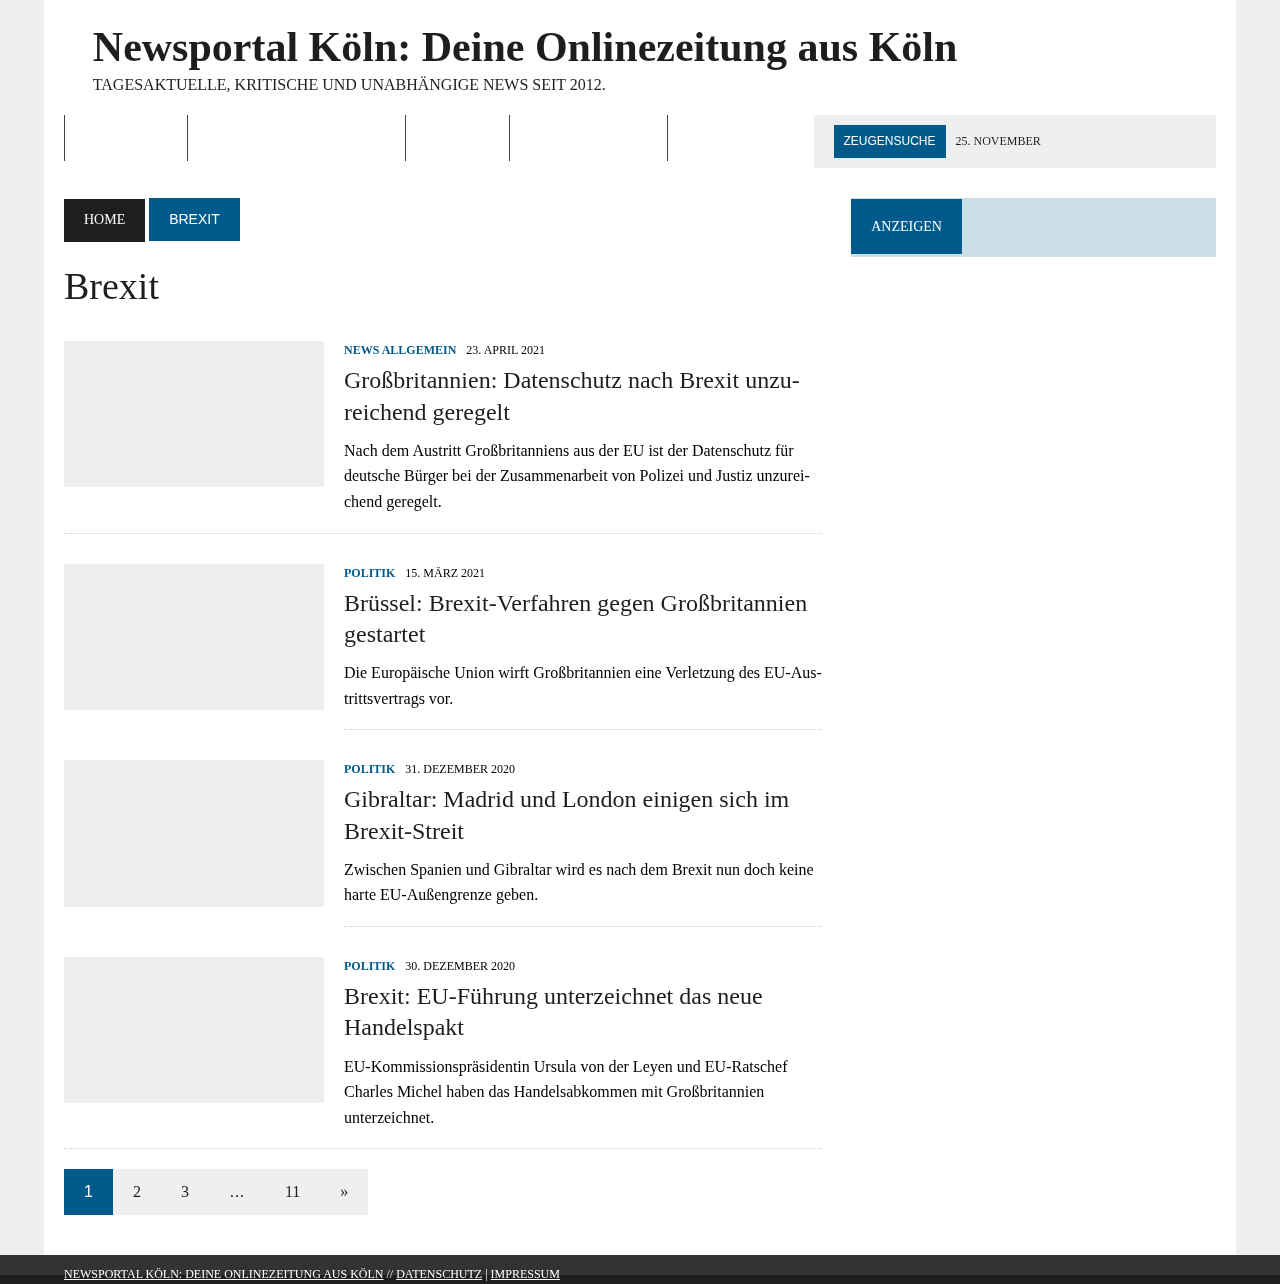 Newsportal Köln: Deine Onlinezeitung aus Köln
TAGESAKTUELLE, KRITISCHE UND UNABHÄNGIGE NEWS SEIT 2012.
ZEUGENSUCHE 25. NOVEMBER
HOME BREXIT
ANZEIGEN
Brexit
NEWS ALLGEMEIN 23. APRIL 2021
Großbritannien: Datenschutz nach Brexit unzu-
reichend geregelt
Nach dem Austritt Großbritanniens aus der EU ist der Datenschutz für
deutsche Bürger bei der Zusammenarbeit von Polizei und Justiz unzurei-
chend geregelt.
POLITIK 15. MÄRZ 2021
Brüssel: Brexit-Verfahren gegen Großbritannien
gestartet
Die Europäische Union wirft Großbritannien eine Verletzung des EU-Aus-
trittsvertrags vor.
POLITIK 31. DEZEMBER 2020
Gibraltar: Madrid und London einigen sich im
Brexit-Streit
Zwischen Spanien und Gibraltar wird es nach dem Brexit nun doch keine
harte EU-Außengrenze geben.
POLITIK 30. DEZEMBER 2020
Brexit: EU-Führung unterzeichnet das neue
Handelspakt
EU-Kommissionspräsidentin Ursula von der Leyen und EU-Ratschef
Charles Michel haben das Handelsabkommen mit Großbritannien
unterzeichnet.
1 2 3 … 11 »
NEWSPORTAL KÖLN: DEINE ONLINEZEITUNG AUS KÖLN // DATENSCHUTZ | IMPRESSUM